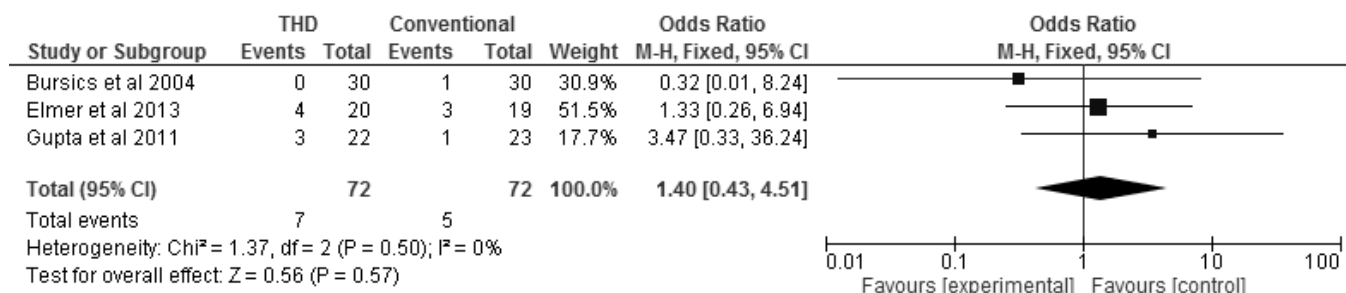 THD Conventional Odds Ratio Odds Ratio
Study or Subgroup Events Total Events Total Weight M-H, Fixed, 95% CI M-H, Fixed, 95% CI
Bursics et al 2004 0 30 1 30 30.9% 0.32 [0.01, 8.24]
Elmer et al 2013 4 20 3 19 51.5% 1.33 [0.26, 6.94]
Gupta et al 2011 3 22 1 23 17.7% 3.47 [0.33, 36.24]
Total (95% CI) 72 72 100.0% 1.40 [0.43, 4.51]
Total events 7 5
Heterogeneity: Chi² = 1.37, df = 2 (P = 0.50); I² = 0%
Test for overall effect: Z = 0.56 (P = 0.57)
0.01 0.1 1 10 100
Favours [experimental] Favours [control]